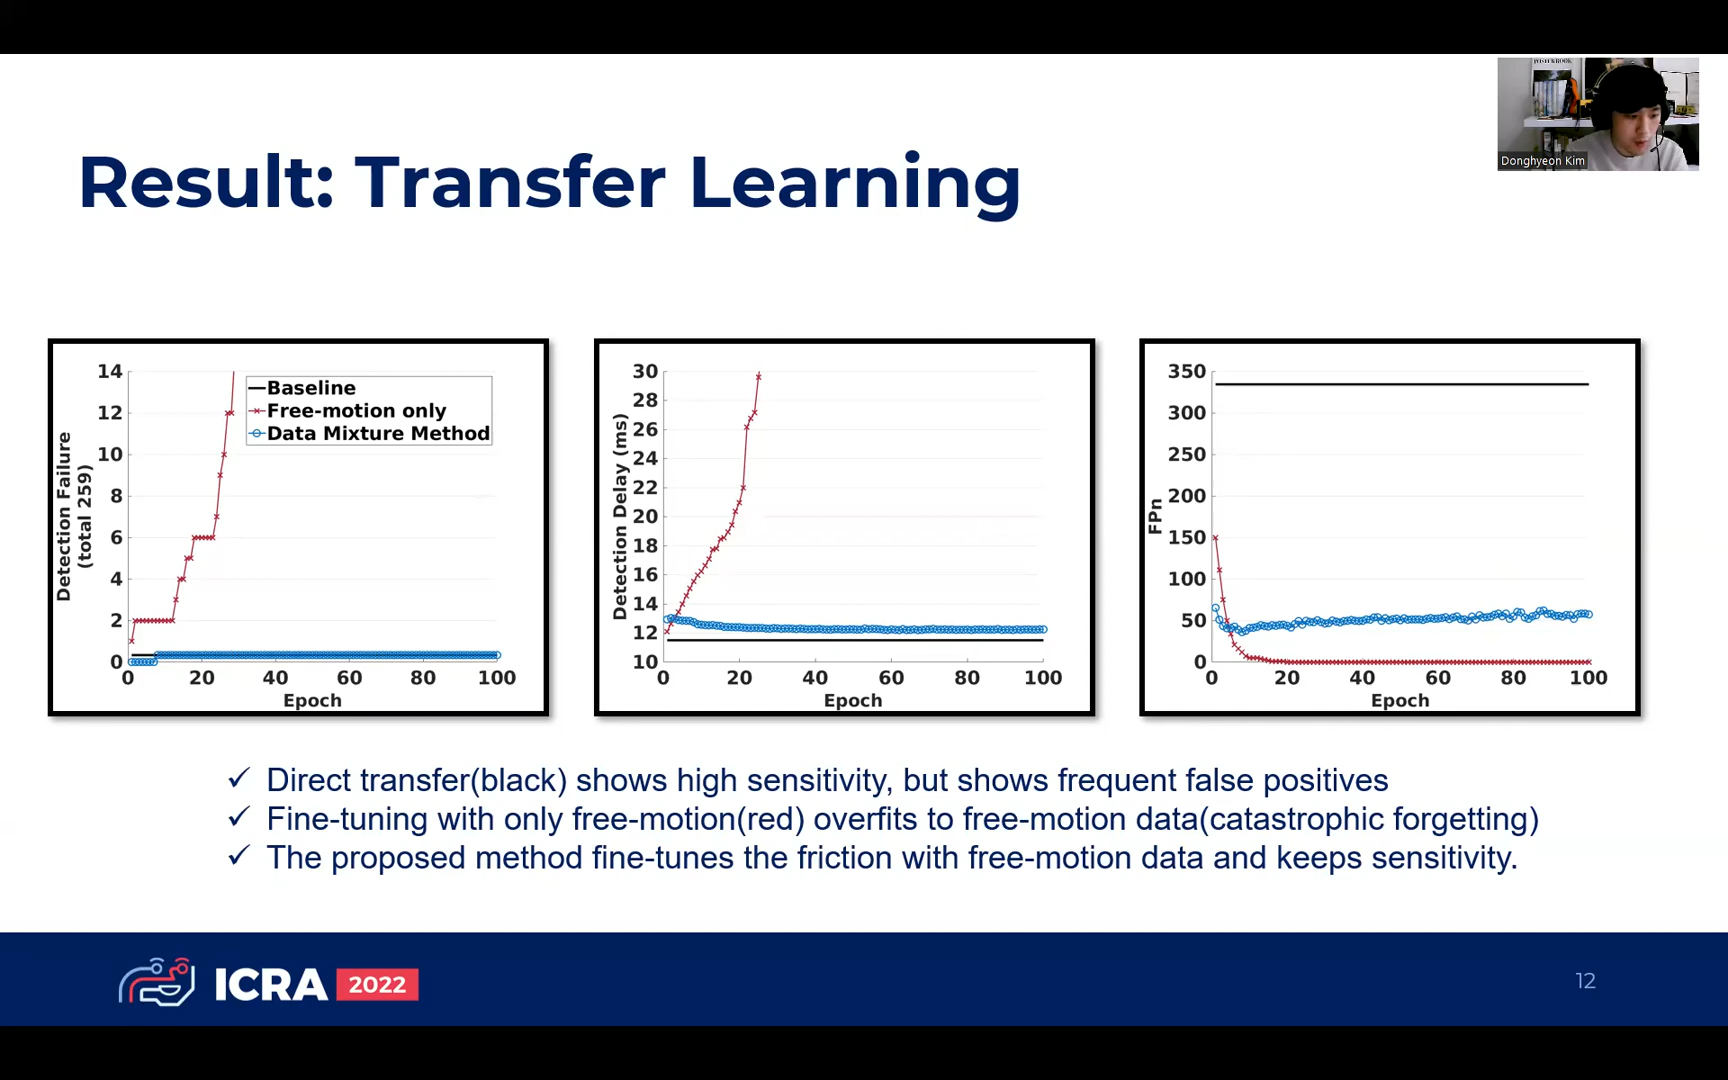 POSTERBOOK
Donghyeon Kim
Result: Transfer Learning
14
12
10
8
6
4
2
0
Detection Failure
(total 259)
Baseline
Free-motion only
Data Mixture Method
0 20 40 60 80 100
Epoch
30
28
26
24
22
20
18
16
14
12
10
Detection Delay (ms)
0 20 40 60 80 100
Epoch
350
300
250
200
150
100
50
0
FPn
0 20 40 60 80 100
Epoch
✓ Direct transfer(black) shows high sensitivity, but shows frequent false positives
✓ Fine-tuning with only free-motion(red) overfits to free-motion data(catastrophic forgetting)
✓ The proposed method fine-tunes the friction with free-motion data and keeps sensitivity.
ICRA 2022
12